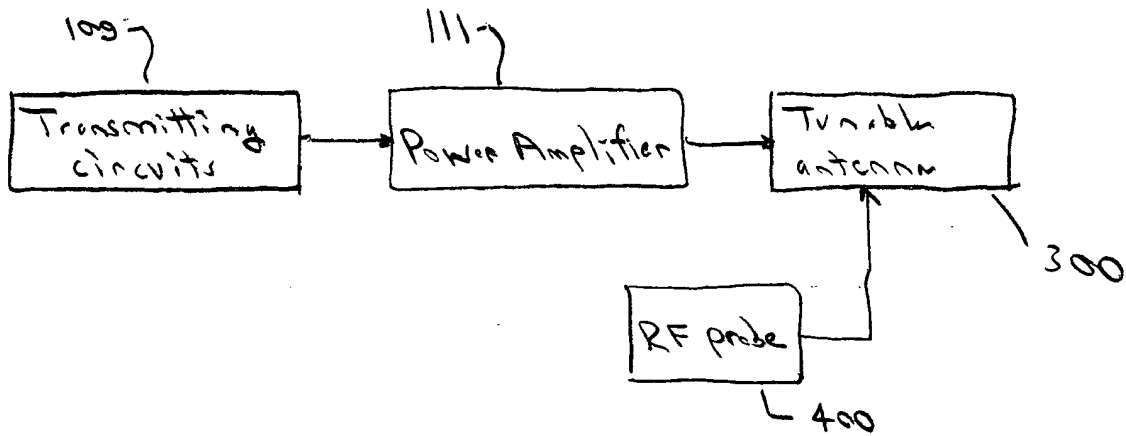 109
111
Transmitting
circuits
Power Amplifier
Tunable
antenna
300
RF probe
400